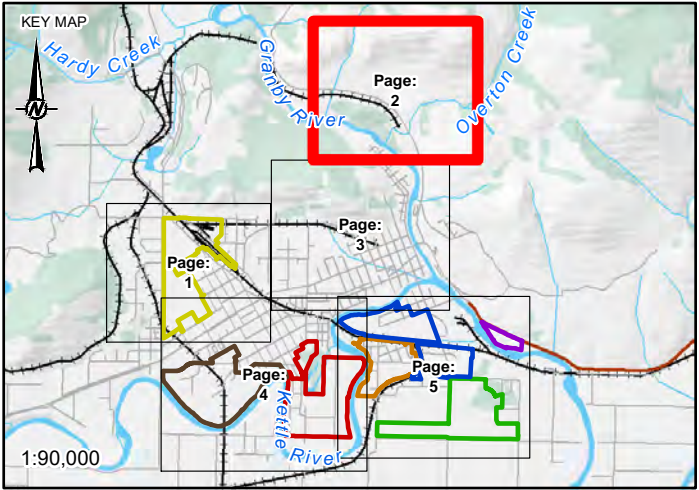 KEY MAP
Hardy Creek
N
Granby River
Overton Creek
Page:
2
Page:
3
Page:
1
Page:
4
Page:
5
Kettle River
1:90,000